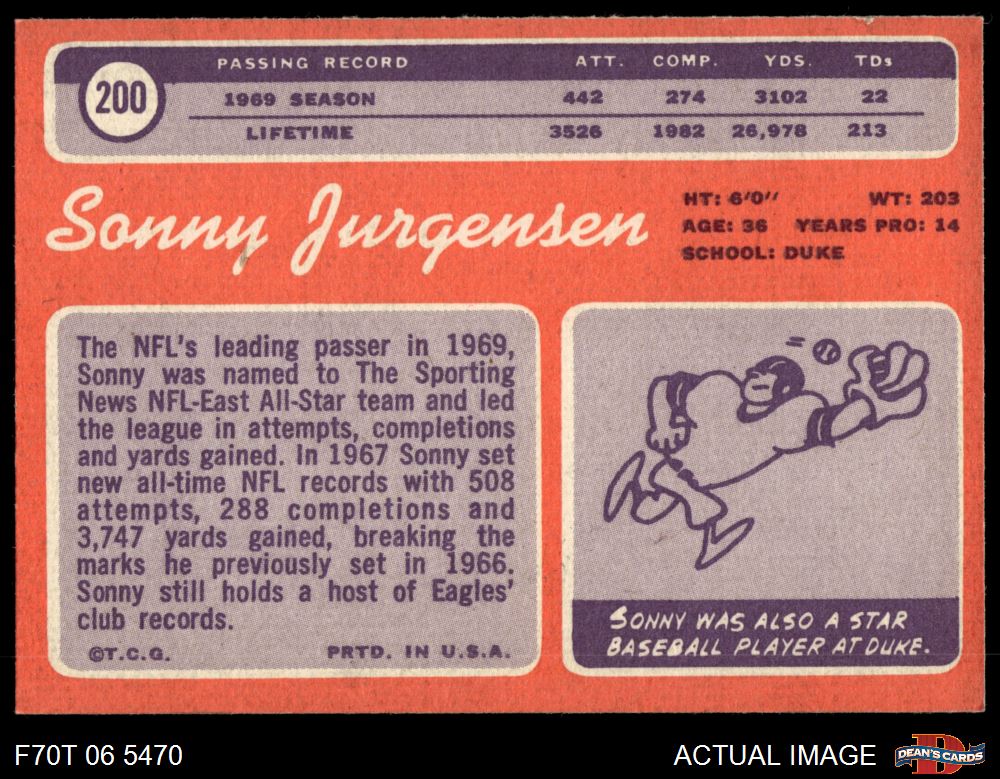 200
PASSING RECORD ATT. COMP. YDS. TDs
1969 SEASON 442 274 3102 22
LIFETIME 3526 1982 26,978 213
Sonny Jurgensen
HT: 6'0" WT: 203
AGE: 36 YEARS PRO: 14
SCHOOL: DUKE
The NFL's leading passer in 1969,
Sonny was named to The Sporting
News NFL-East All-Star team and led
the league in attempts, completions
and yards gained. In 1967 Sonny set
new all-time NFL records with 508
attempts, 288 completions and
3,747 yards gained, breaking the
marks he previously set in 1966.
Sonny still holds a host of Eagles'
club records.
©T.C.G. PRTD. IN U.S.A.
SONNY WAS ALSO A STAR
BASEBALL PLAYER AT DUKE.
F70T 06 5470
ACTUAL IMAGE
DEAN'S CARDS